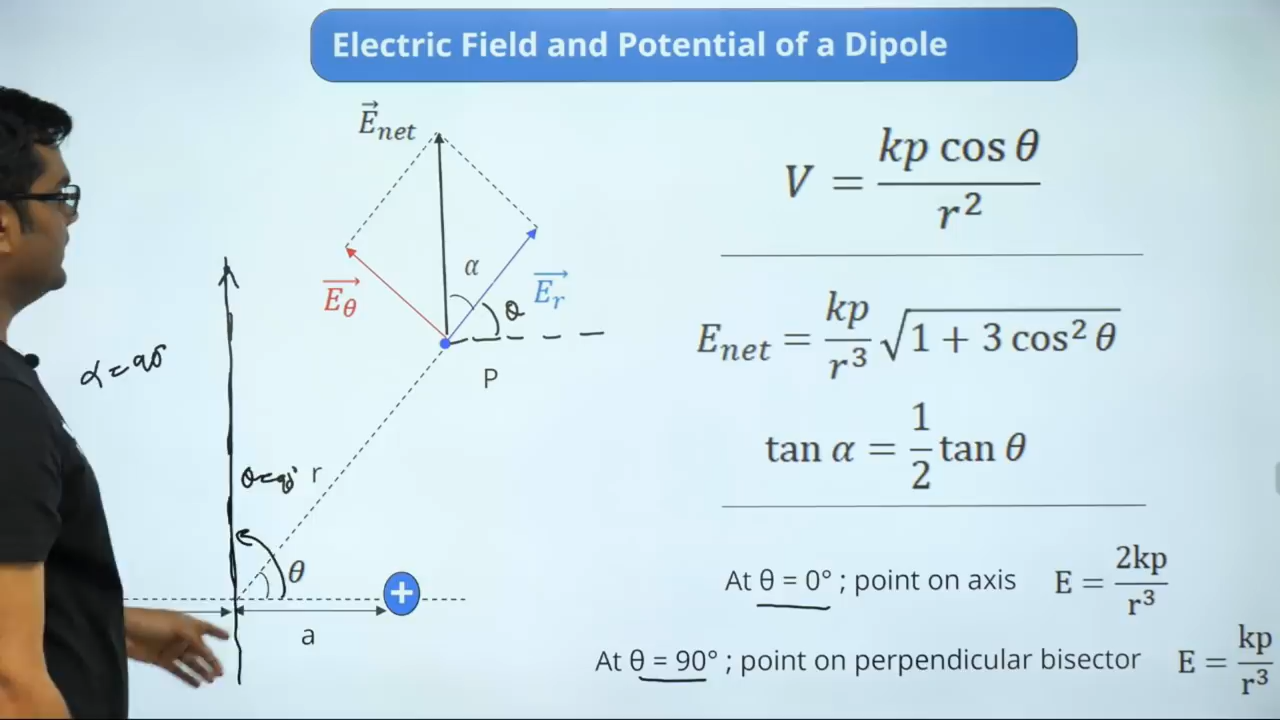 Electric Field and Potential of a Dipole
E⃗net
V = kp cos θ / r²
α
E⃗θ
E⃗r
θ
Enet = kp / r³ √1 + 3 cos² θ
P
α = 90°
tan α = 1/2 tan θ
θ = 90° r
θ
+
a
At θ = 0° ; point on axis E = 2kp / r³
At θ = 90° ; point on perpendicular bisector E = kp / r³